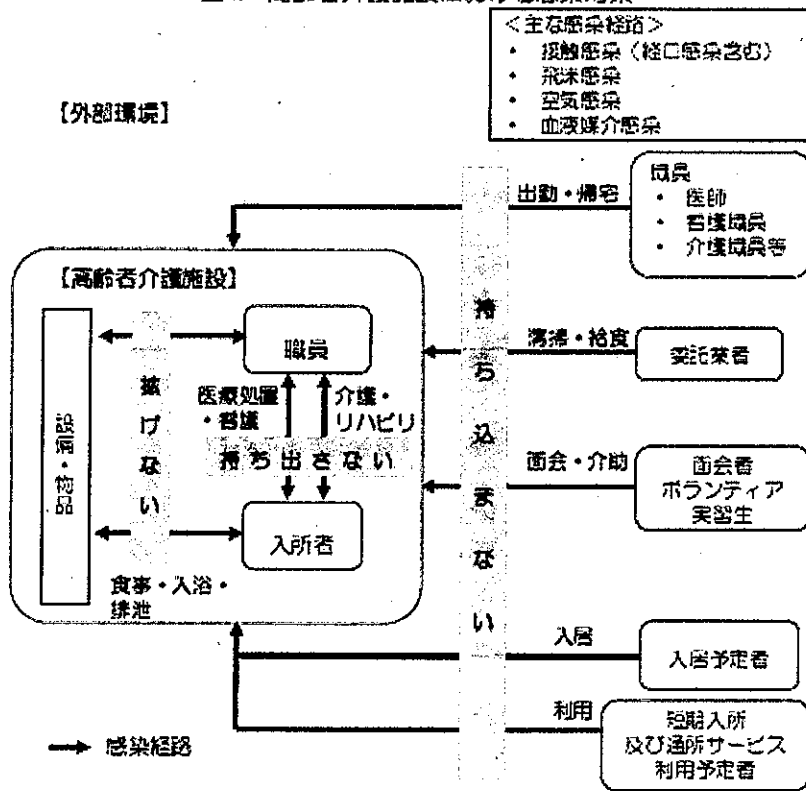 ＜主な感染経路＞
・ 接触感染（経口感染含む）
・ 飛沫感染
・ 空気感染
・ 血液媒介感染
【外部環境】
職員
・ 医師
・ 看護職員
・ 介護職員等
出勤・帰宅
【高齢者介護施設】
持ち込まない
職員
清掃・給食
委託業者
拡げない
医療処置
・看護
介護・
リハビリ
設備・物品
持ち出さない
面会・介助
面会者
ボランティア
実習生
入所者
食事・入浴・
排泄
入居
入居予定者
利用
短期入所
及び通所サービス
利用予定者
感染経路